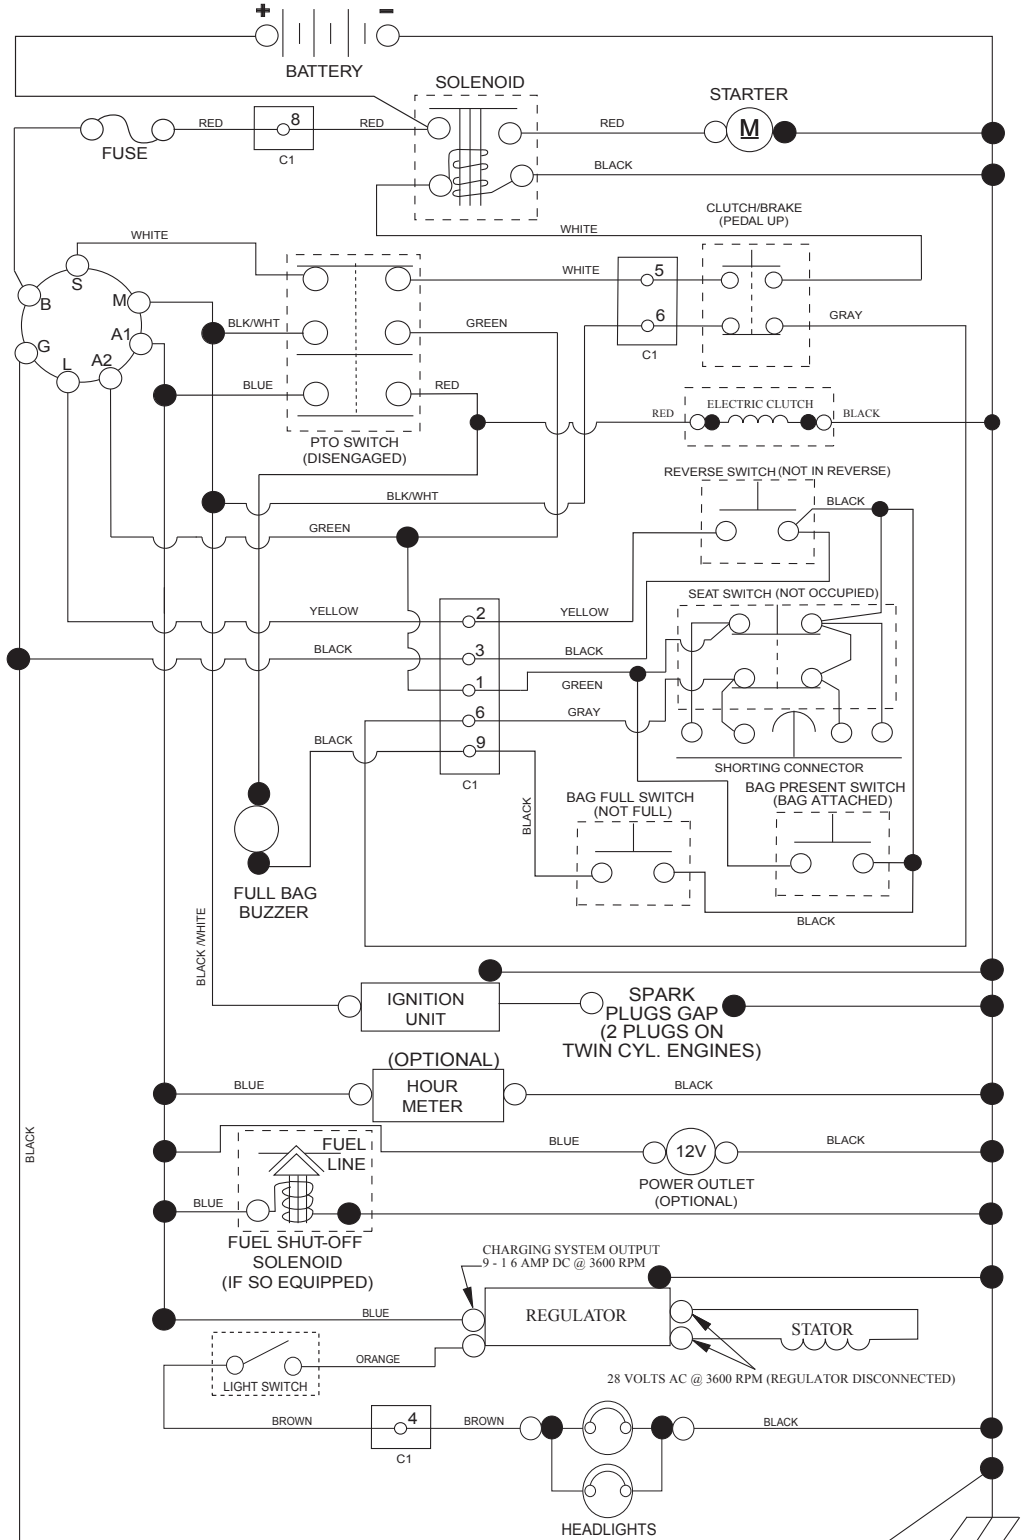 + -
BATTERY
SOLENOID
STARTER
FUSE
RED
8
C1
RED
RED
M
BLACK
CLUTCH/BRAKE
(PEDAL UP)
WHITE
WHITE
WHITE
5
6
C1
GRAY
S
B
M
A1
G
L
A2
BLK/WHT
GREEN
BLUE
RED
PTO SWITCH
(DISENGAGED)
RED
ELECTRIC CLUTCH
BLACK
REVERSE SWITCH (NOT IN REVERSE)
BLK/WHT
BLACK
GREEN
SEAT SWITCH (NOT OCCUPIED)
YELLOW
2
YELLOW
BLACK
3
BLACK
1
GREEN
6
GRAY
BLACK
9
C1
SHORTING CONNECTOR
BAG PRESENT SWITCH
(BAG ATTACHED)
BAG FULL SWITCH
(NOT FULL)
BLACK
FULL BAG
BUZZER
BLACK
BLACK /WHITE
IGNITION
UNIT
SPARK
PLUGS GAP
(2 PLUGS ON
TWIN CYL. ENGINES)
(OPTIONAL)
BLUE
HOUR
METER
BLACK
BLACK
FUEL
LINE
BLUE
12V
BLACK
POWER OUTLET
(OPTIONAL)
BLUE
FUEL SHUT-OFF
SOLENOID
(IF SO EQUIPPED)
CHARGING SYSTEM OUTPUT
9 - 1 6 AMP DC @ 3600 RPM
BLUE
REGULATOR
STATOR
ORANGE
LIGHT SWITCH
28 VOLTS AC @ 3600 RPM (REGULATOR DISCONNECTED)
BROWN
4
C1
BROWN
BLACK
HEADLIGHTS